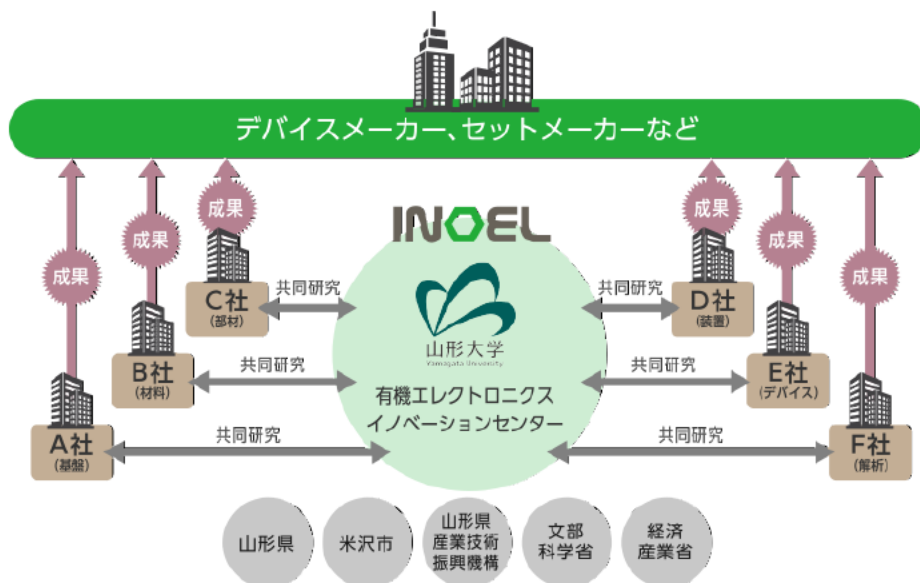 デバイスメーカー、セットメーカーなど
成果
成果
成果
成果
成果
成果
INOEL
山形大学
Yamagata University
有機エレクトロニクス
イノベーションセンター
C社
(部材)
共同研究
共同研究
D社
(装置)
B社
(材料)
共同研究
共同研究
E社
(デバイス)
A社
(基盤)
共同研究
共同研究
F社
(解析)
山形県
米沢市
山形県
産業技術
振興機構
文部
科学省
経済
産業省